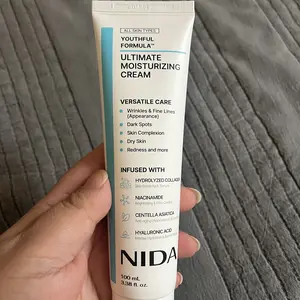 ALL SKIN TYPES
YOUTHFUL
FORMULA™
ULTIMATE
MOISTURIZING
CREAM
VERSATILE CARE
• Wrinkles & Fine Lines
(Appearance)
• Dark Spots
• Skin Complexion
• Dry Skin
• Redness and more
INFUSED WITH
HYDROLYZED COLLAGEN
NIACINAMIDE
CENTELLA ASIATICA
HYALURONIC ACID
NIDA
100 ml.
3.38 fl. oz.